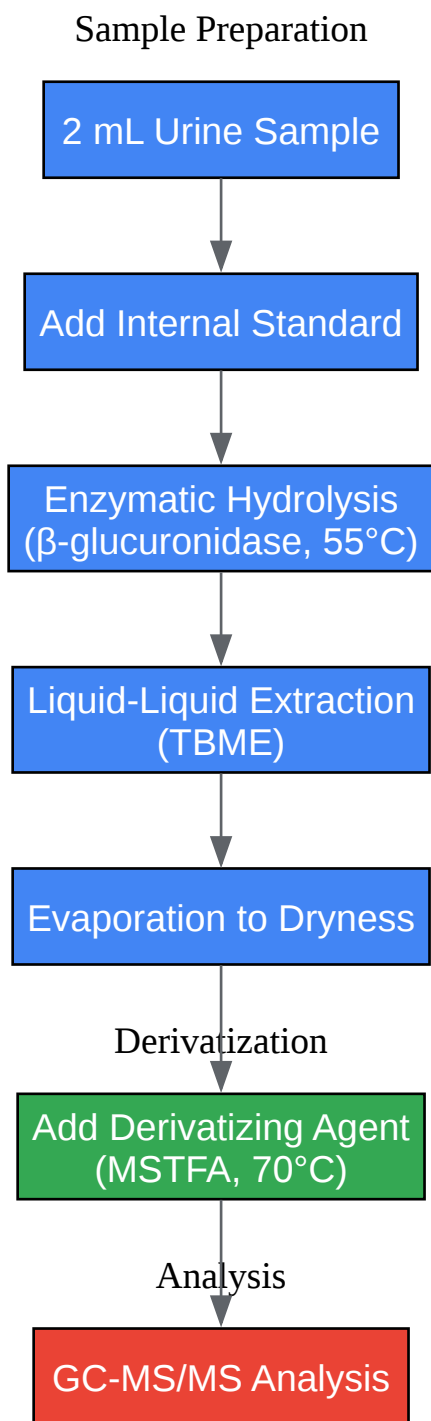 Sample Preparation
2 mL Urine Sample
Add Internal Standard
Enzymatic Hydrolysis
(β-glucuronidase, 55°C)
Liquid-Liquid Extraction
(TBME)
Evaporation to Dryness
Derivatization
Add Derivatizing Agent
(MSTFA, 70°C)
Analysis
GC-MS/MS Analysis